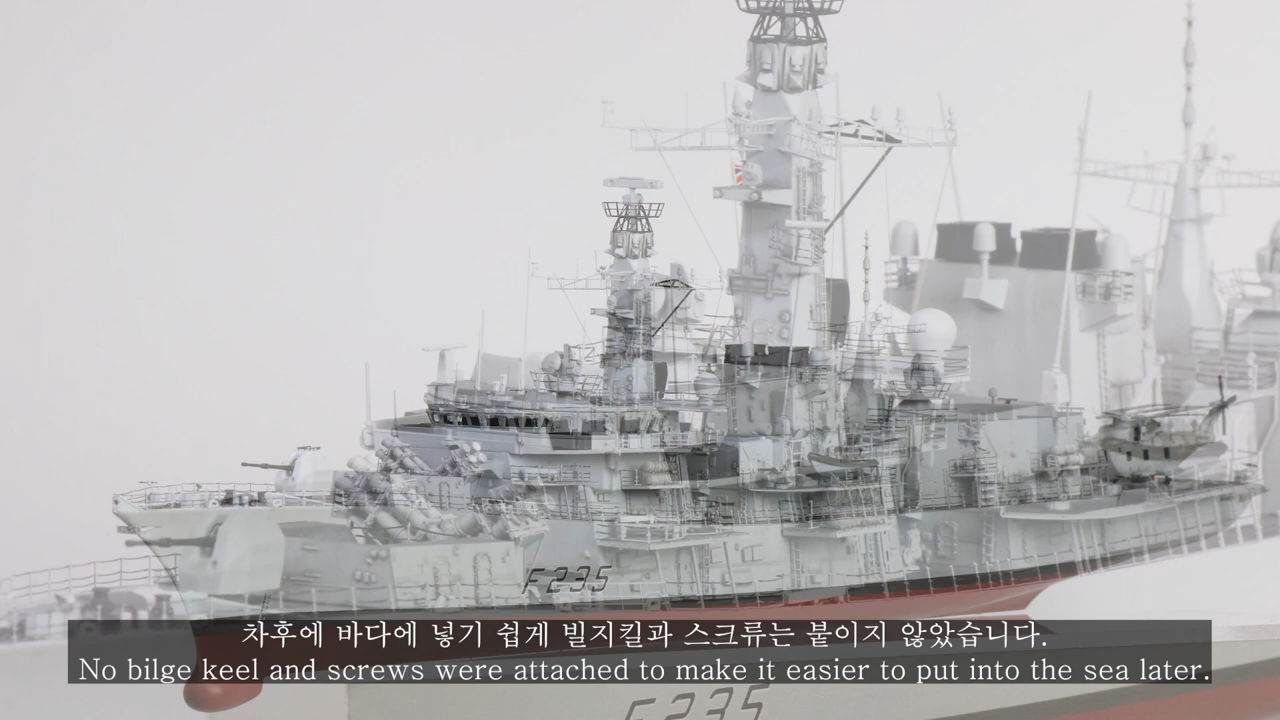 F235
차후에 바다에 넣기 쉽게 빌지킬과 스크류는 붙이지 않았습니다.
No bilge keel and screws were attached to make it easier to put into the sea later.
F235